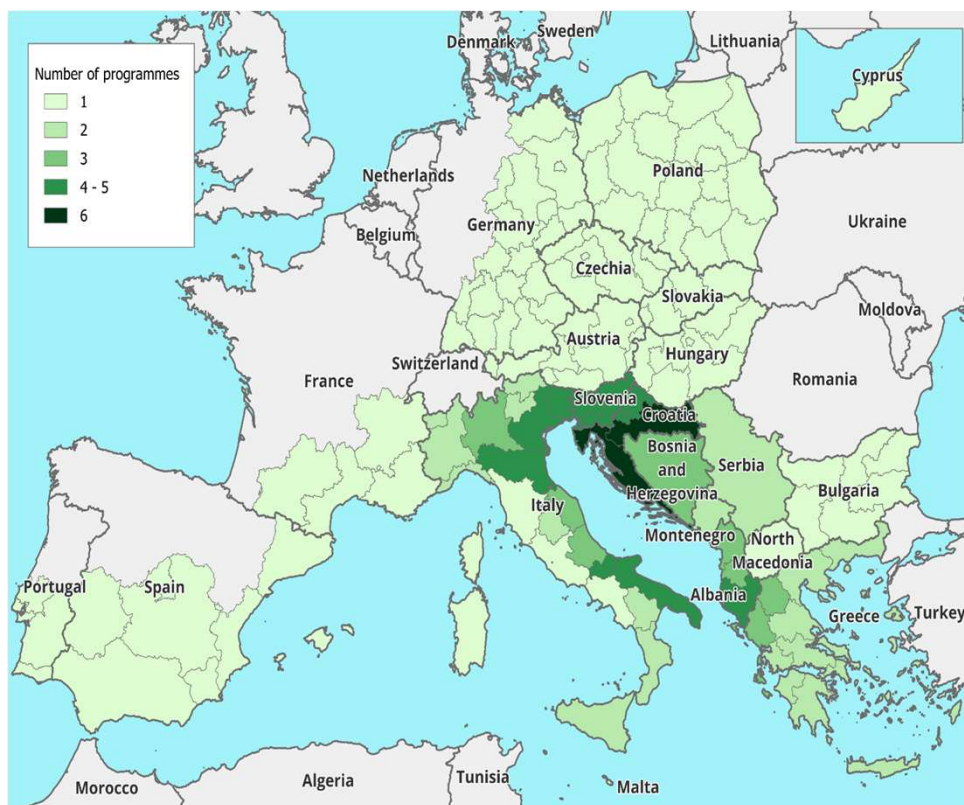 Number of programmes
1
2
3
4 - 5
6
Denmark
Sweden
Lithuania
Cyprus
Netherlands
Poland
Germany
Belgium
Ukraine
Czechia
Slovakia
Moldova
Austria
Hungary
Switzerland
France
Romania
Slovenia
Croatia
Bosnia
and
Herzegovina
Serbia
Bulgaria
Italy
Montenegro
North
Macedonia
Portugal
Spain
Albania
Greece
Turkey
Malta
Morocco
Algeria
Tunisia